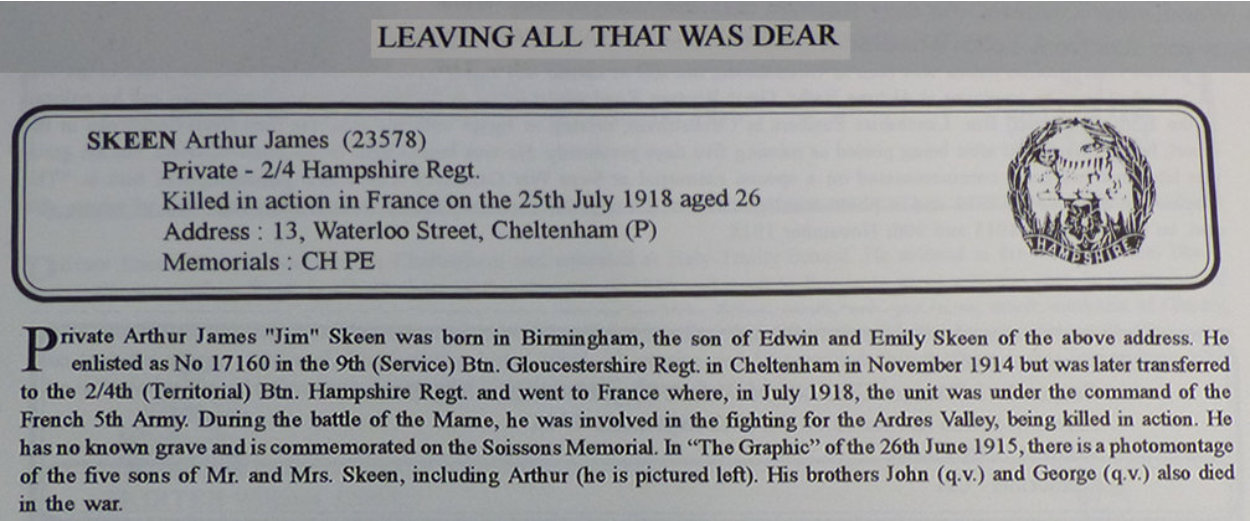 LEAVING ALL THAT WAS DEAR
SKEEN Arthur James (23578)
Private - 2/4 Hampshire Regt.
Killed in action in France on the 25th July 1918 aged 26
Address : 13, Waterloo Street, Cheltenham (P)
Memorials : CH PE
HAMPSHIRE
Private Arthur James "Jim" Skeen was born in Birmingham, the son of Edwin and Emily Skeen of the above address. He
enlisted as No 17160 in the 9th (Service) Btn. Gloucestershire Regt. in Cheltenham in November 1914 but was later transferred
to the 2/4th (Territorial) Btn. Hampshire Regt. and went to France where, in July 1918, the unit was under the command of the
French 5th Army. During the battle of the Marne, he was involved in the fighting for the Ardres Valley, being killed in action. He
has no known grave and is commemorated on the Soissons Memorial. In “The Graphic” of the 26th June 1915, there is a photomontage
of the five sons of Mr. and Mrs. Skeen, including Arthur (he is pictured left). His brothers John (q.v.) and George (q.v.) also died
in the war.